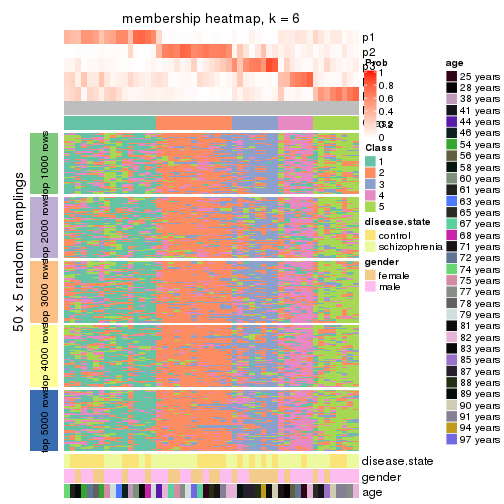 membership heatmap, k = 6
p1
p2
p3
Prob
1
0.8
0.6
0.4
0.2
0
Class
1
2
3
4
5
disease.state
control
schizophrenia
gender
female
male
age
25 years
28 years
38 years
41 years
44 years
46 years
54 years
56 years
58 years
60 years
61 years
63 years
65 years
67 years
68 years
71 years
72 years
74 years
75 years
77 years
78 years
79 years
81 years
82 years
83 years
85 years
87 years
88 years
89 years
90 years
91 years
94 years
97 years
50 x 5 random samplings
top 1000 rows
top 2000 rows
top 3000 rows
top 4000 rows
top 5000 rows
disease.state
gender
age